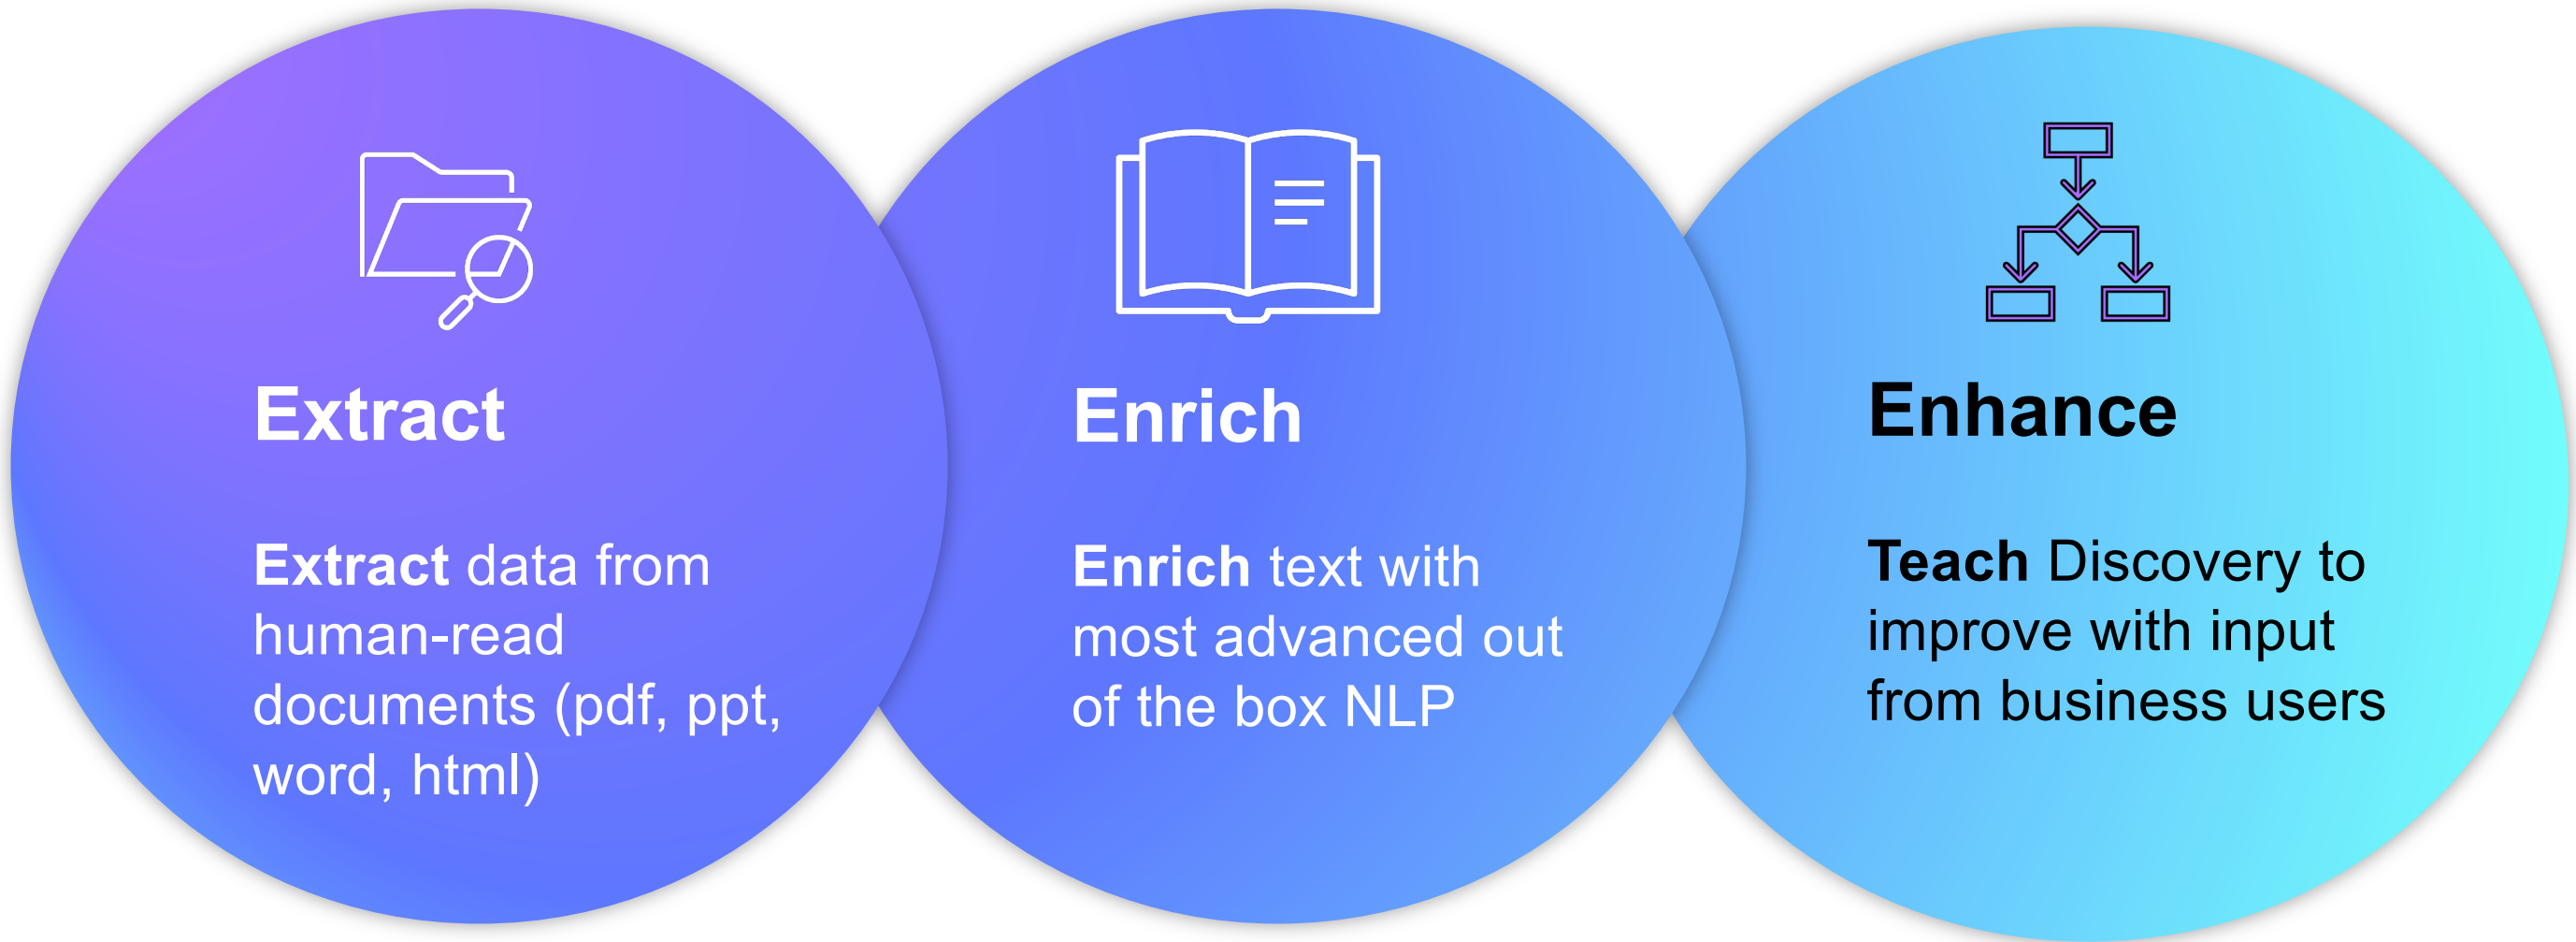 Extract
Extract data from
human-read
documents (pdf, ppt,
word, html)
Enrich
Enrich text with
most advanced out
of the box NLP
Enhance
Teach Discovery to
improve with input
from business users